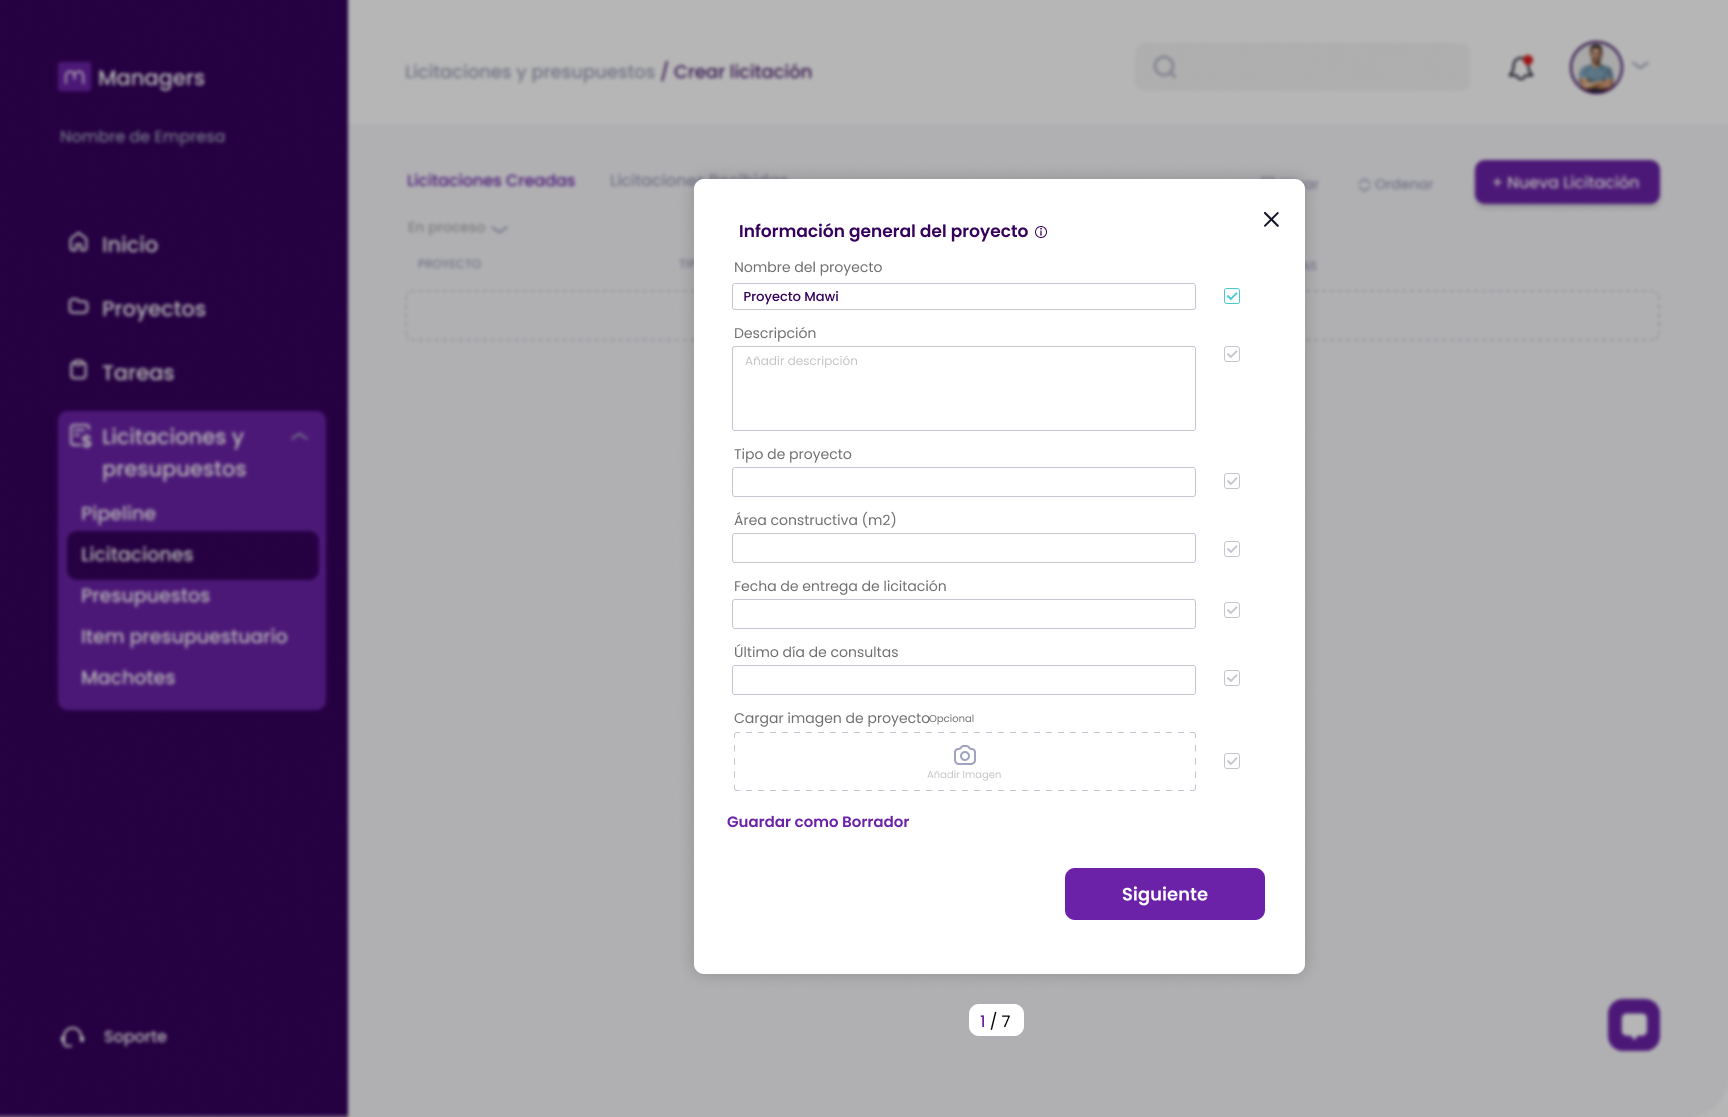 Managers
Nombre de Empresa
Inicio
Proyectos
Tareas
Licitaciones y
presupuestos
Pipeline
Licitaciones
Presupuestos
Item presupuestuario
Machotes
Soporte
Licitaciones y presupuestos / Crear licitación
Licitaciones Creadas
Licitaciones
Ordenar
+ Nueva Licitación
En proceso
PROYECTO
Información general del proyecto
Nombre del proyecto
Proyecto Mawi
Descripción
Añadir descripción
Tipo de proyecto
Área constructiva (m2)
Fecha de entrega de licitación
Último día de consultas
Cargar imagen de proyecto Opcional
Añadir Imagen
Guardar como Borrador
Siguiente
1 / 7